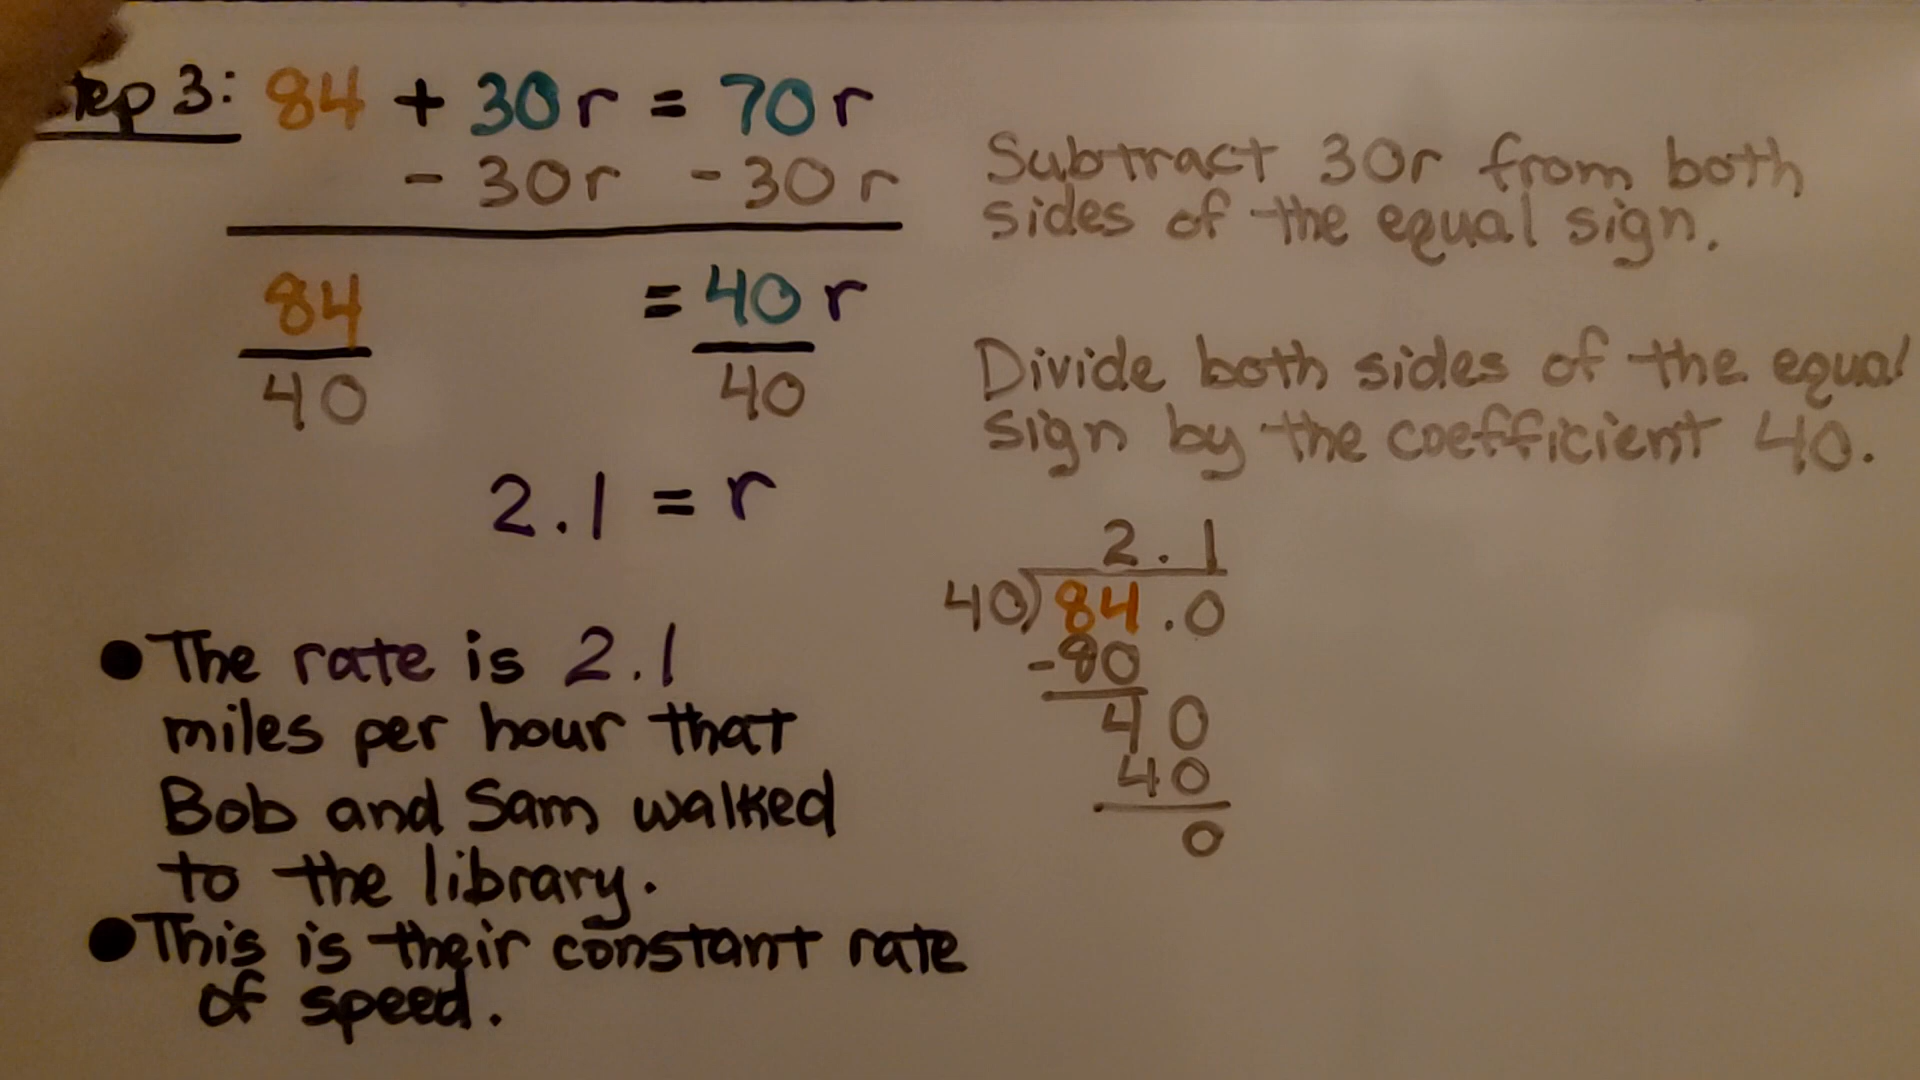 tep 3: 84 + 30r = 70r
- 30r - 30r
84 = 40r
40 40
2.1 = r
Subtract 30r from both
sides of the equal sign.
Divide both sides of the equal
sign by the coefficient 40.
2.1
40)84.0
-80
40
40
0
● The rate is 2.1
miles per hour that
Bob and Sam walked
to the library.
● This is their constant rate
of speed.